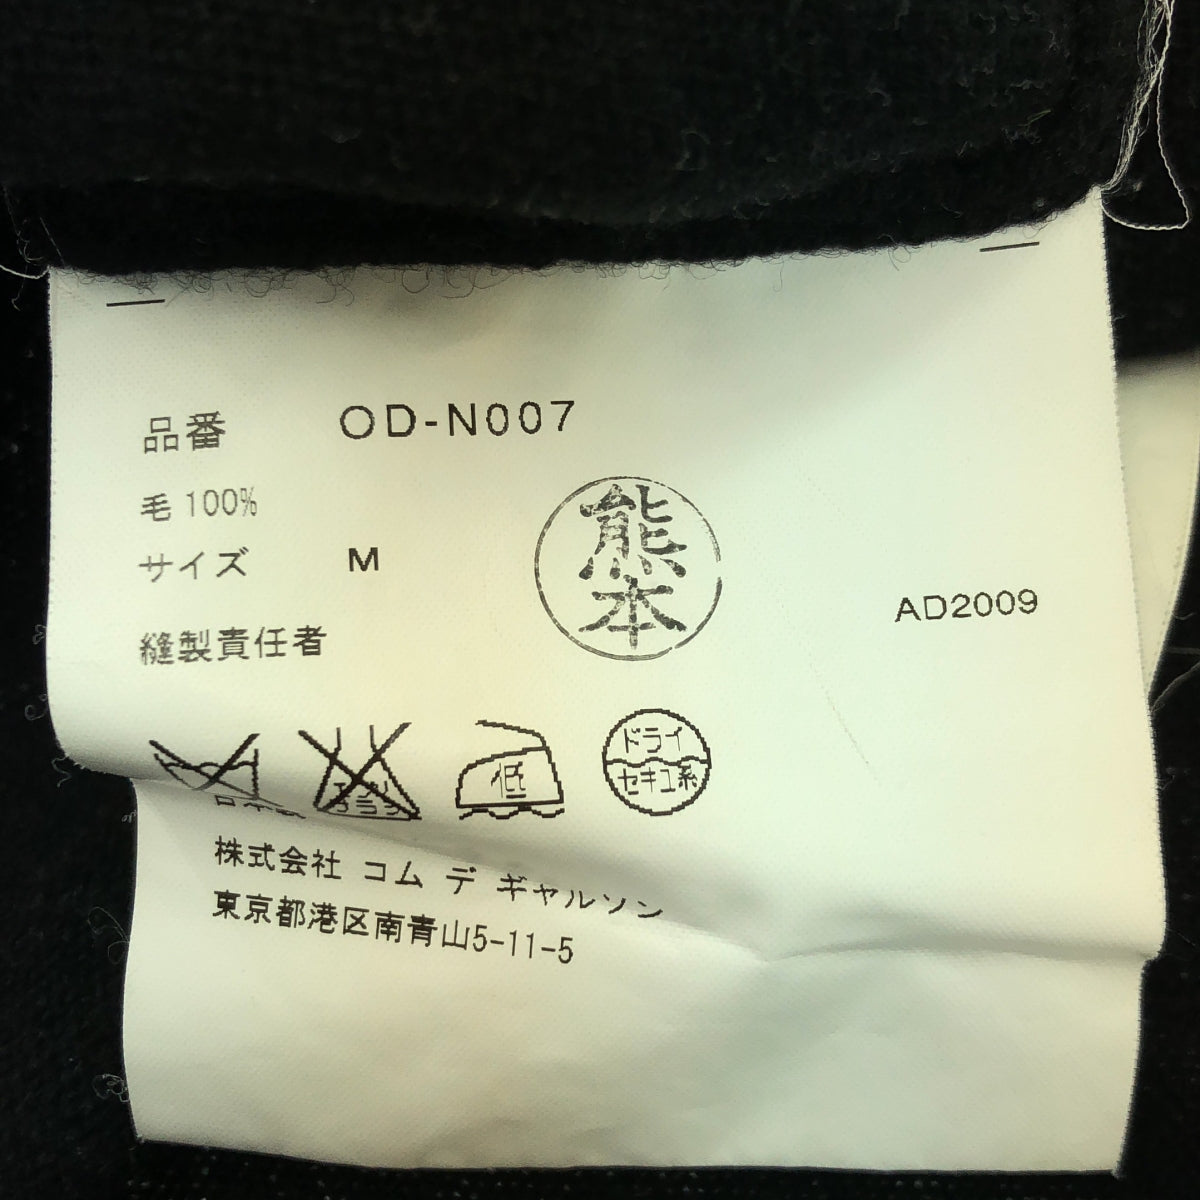 品番 OD-N007
毛 100%
サイズ M
熊本
縫製責任者
AD2009
低
ドライ
セキユ系
株式会社 コム デ ギャルソン
東京都港区南青山5-11-5